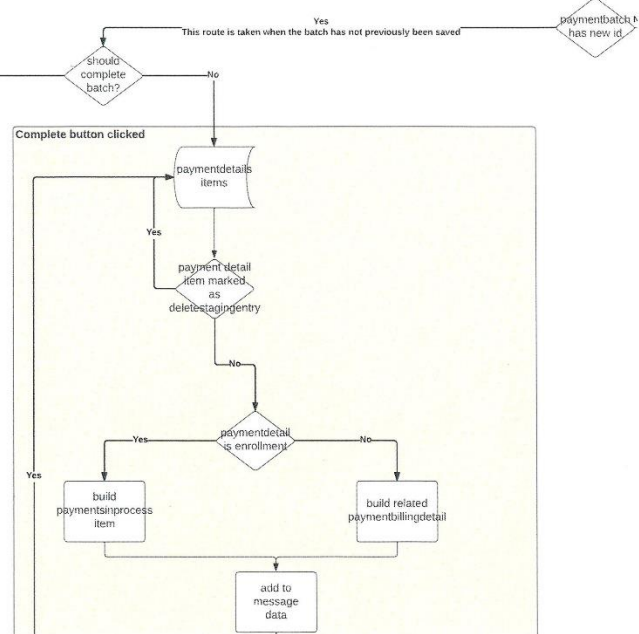 Yes
This route is taken when the batch has not previously been saved
paymentbatch
has new id
N
should
complete
batch?
No
Complete button clicked
paymentdetails
items
Yes
payment detail
item marked
as
deletestagingentry
No
paymentdetail
is enrollment
Yes
No
Yes
build
paymentsinprocess
item
build related
paymentbillingdetail
add to
message
data